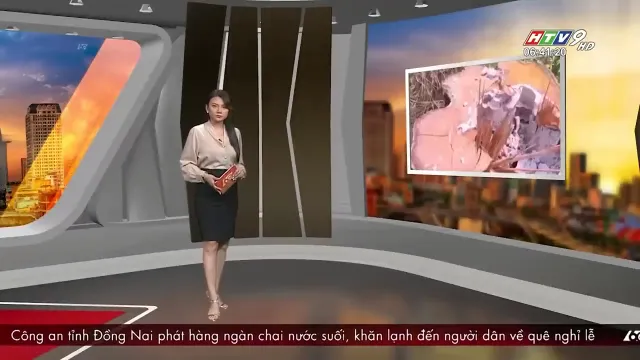 HTV9 HD
06:41:20
Công an tỉnh Đồng Nai phát hàng ngàn chai nước suối, khăn lạnh đến người dân về quê nghỉ lễ